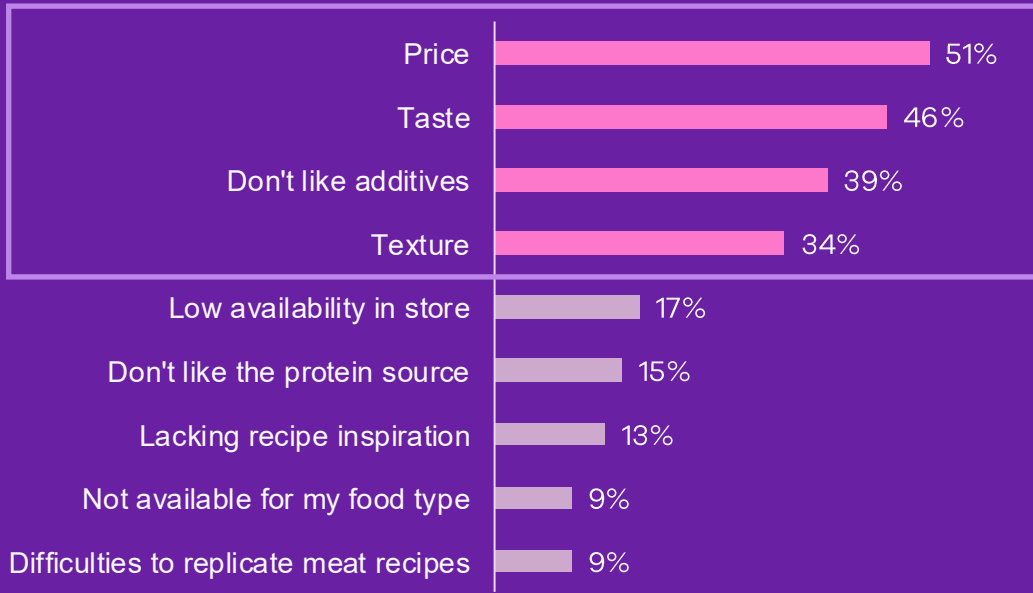 Price 51%
Taste 46%
Don't like additives 39%
Texture 34%
Low availability in store 17%
Don't like the protein source 15%
Lacking recipe inspiration 13%
Not available for my food type 9%
Difficulties to replicate meat recipes 9%